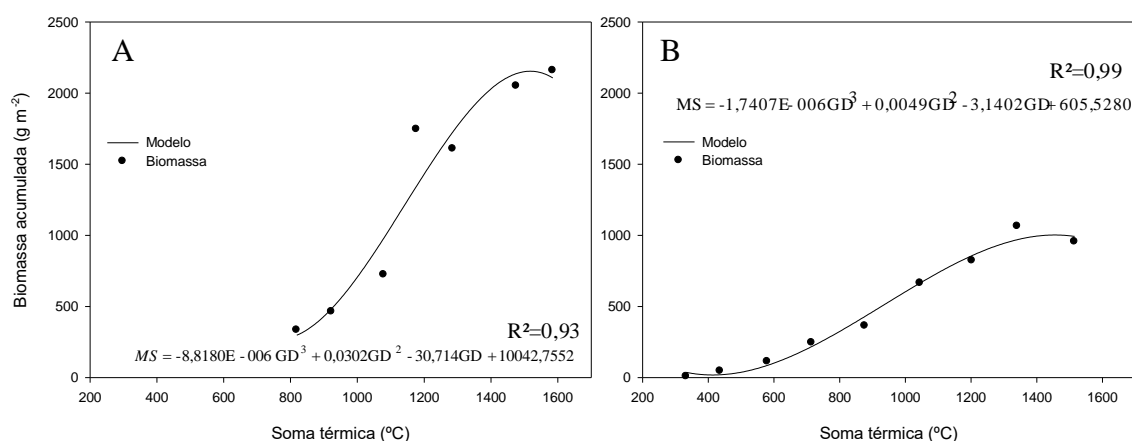 A
Biomassa acumulada (g m⁻²)
2500
2000
1500
1000
500
0
Modelo
Biomassa
R²=0,93
MS = -8,8180E - 006 GD³ + 0,0302GD² - 30,714GD + 10042,7552
200 400 600 800 1000 1200 1400 1600
Soma térmica (ºC)
B
2500
2000
1500
1000
500
0
R²=0,99
MS = -1,7407E- 006GD³ + 0,0049GD² - 3,1402GD+ 605,5280
Modelo
Biomassa
200 400 600 800 1000 1200 1400 1600
Soma térmica (ºC)